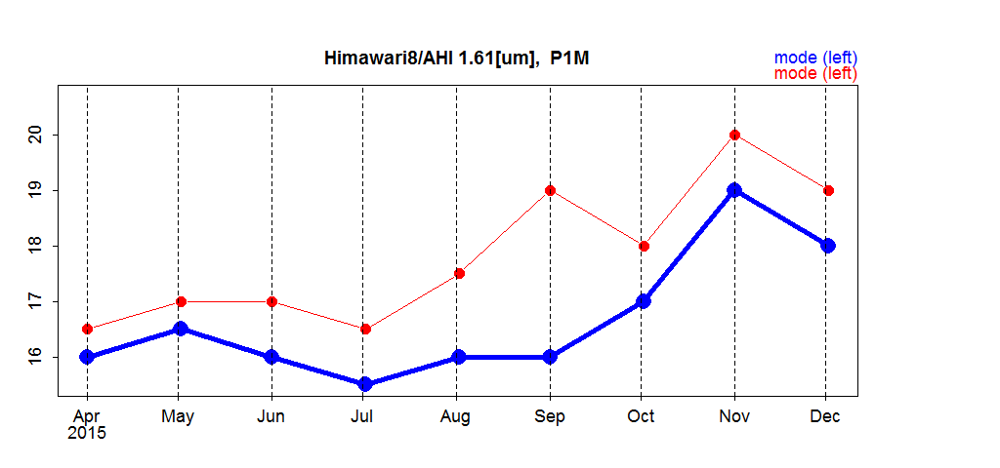 Himawari8/AHI 1.61[um],  P1M
mode (left)
mode (left)
20
19
18
17
16
Apr May Jun Jul Aug Sep Oct Nov Dec
2015